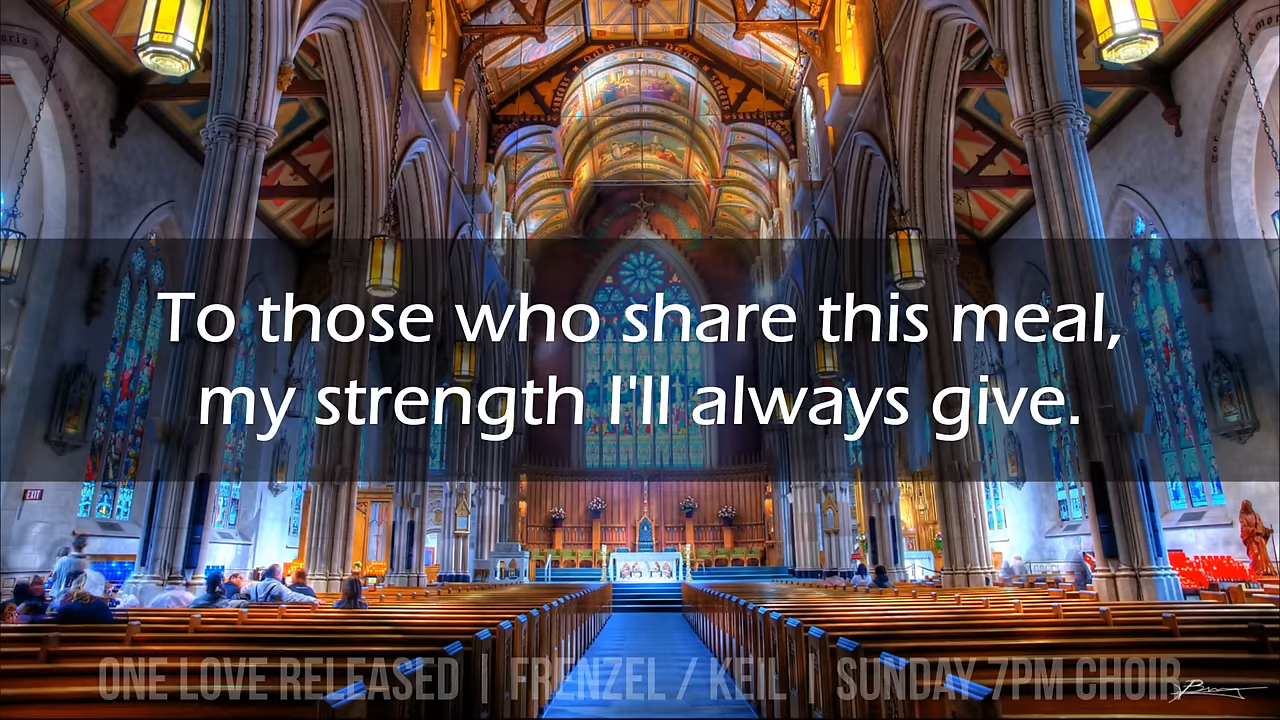 To those who share this meal,
my strength I'll always give.
EXIT
ONE LOVE RELEASED | FRENZEL / KEIL | SUNDAY 7PM CHOIR